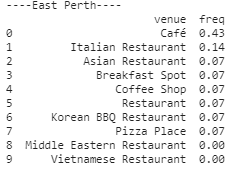 ----East Perth----
venue freq
0 Café 0.43
1 Italian Restaurant 0.14
2 Asian Restaurant 0.07
3 Breakfast Spot 0.07
4 Coffee Shop 0.07
5 Restaurant 0.07
6 Korean BBQ Restaurant 0.07
7 Pizza Place 0.07
8 Middle Eastern Restaurant 0.00
9 Vietnamese Restaurant 0.00